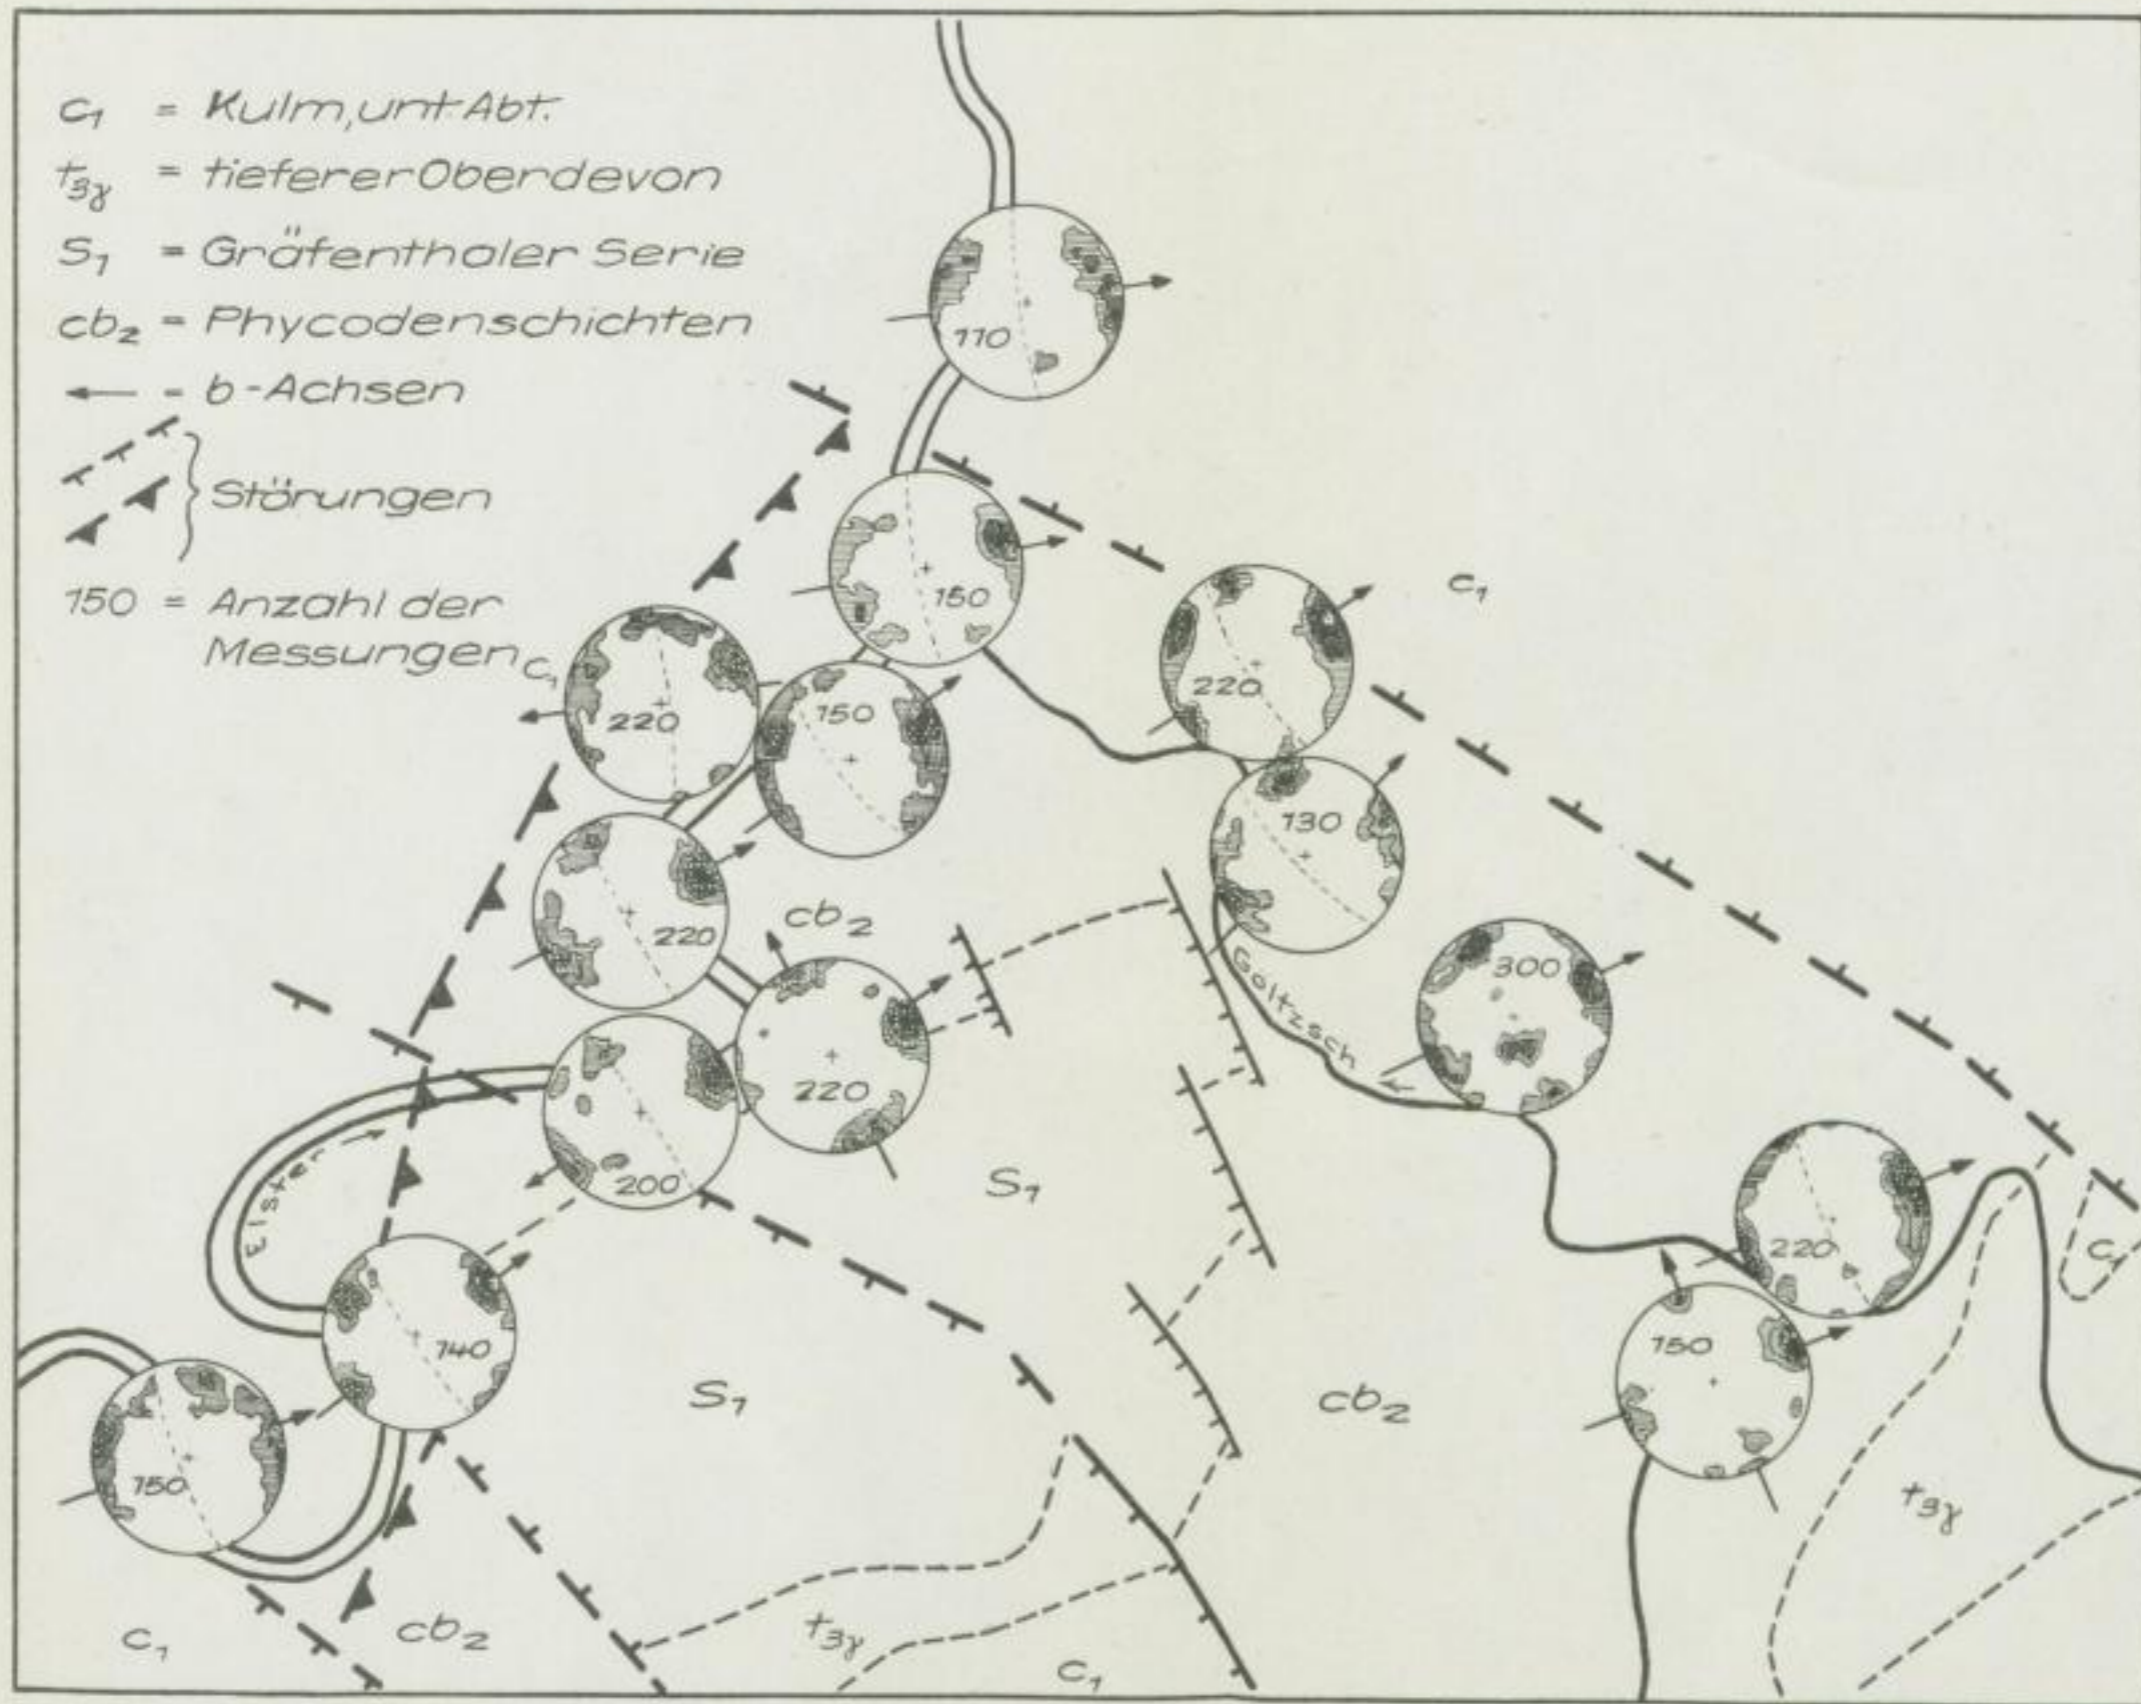 c₁ = Kulm, unt. Abt.
t₃γ = tieferer Oberdevon
S₁ = Gräfenthaler Serie
cb₂ = Phycodenschichten
= b-Achsen
Störungen
150 = Anzahl der
Messungen
110
150
220
c₁
c₁
220
150
130
220
cb₂
300
Göltzsch
220
200
S₁
Elster
220
c₁
140
150
S₁
cb₂
150
t₃γ
c₁
cb₂
t₃γ
c₁